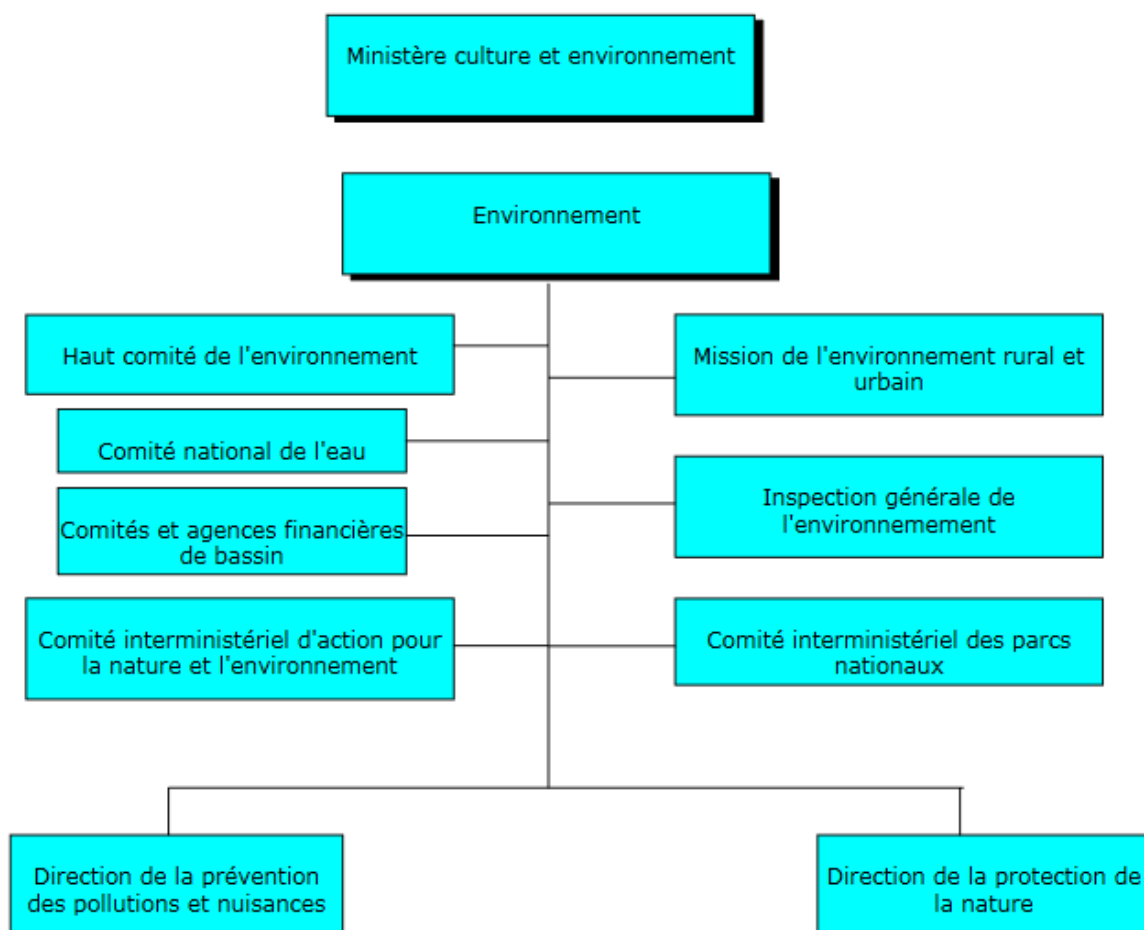 Ministère culture et environnement
Environnement
Haut comité de l'environnement
Mission de l'environnement rural et
urbain
Comité national de l'eau
Inspection générale de
l'environnemement
Comités et agences financières
de bassin
Comité interministériel d'action pour
la nature et l'environnement
Comité interministériel des parcs
nationaux
Direction de la prévention
des pollutions et nuisances
Direction de la protection de
la nature